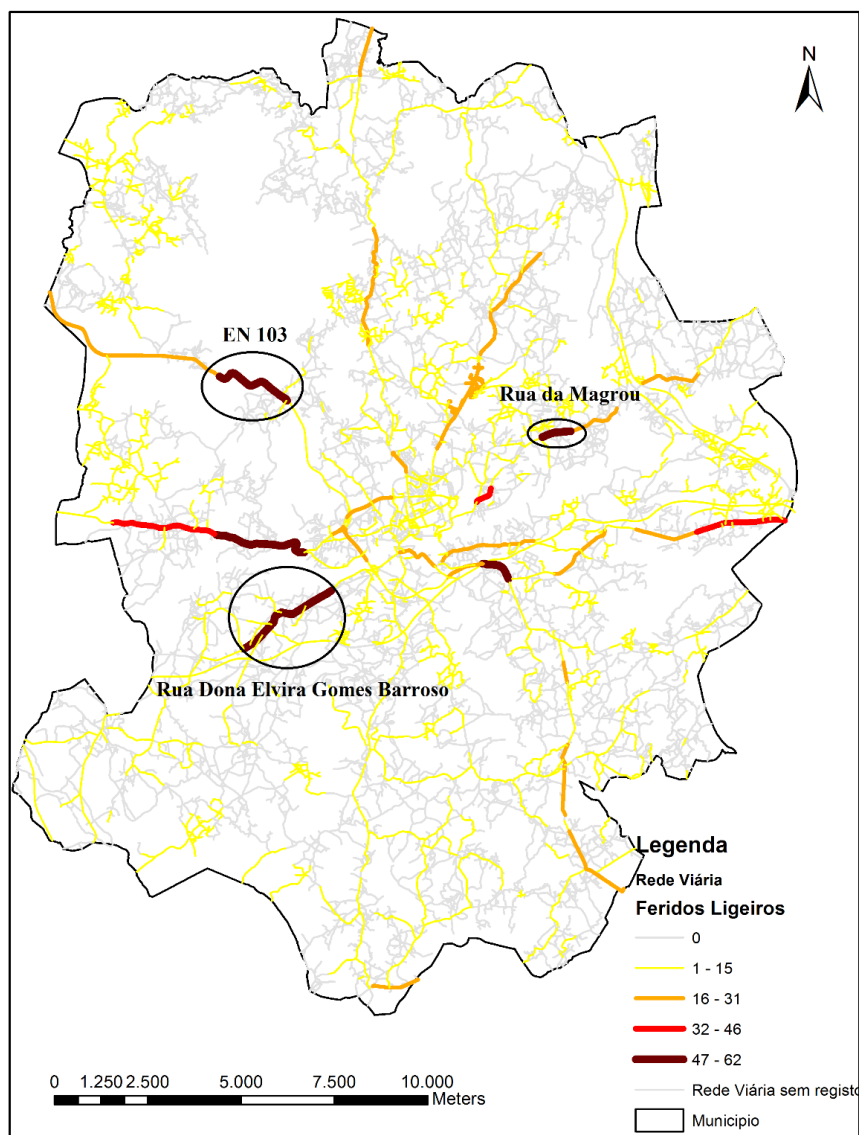 N
EN 103
Rua da Magrou
Rua Dona Elvira Gomes Barroso
Legenda
Rede Viária
Feridos Ligeiros
0
1 - 15
16 - 31
32 - 46
47 - 62
Rede Viária sem registo
Municipio
0 1.250 2.500 5.000 7.500 10.000
Meters